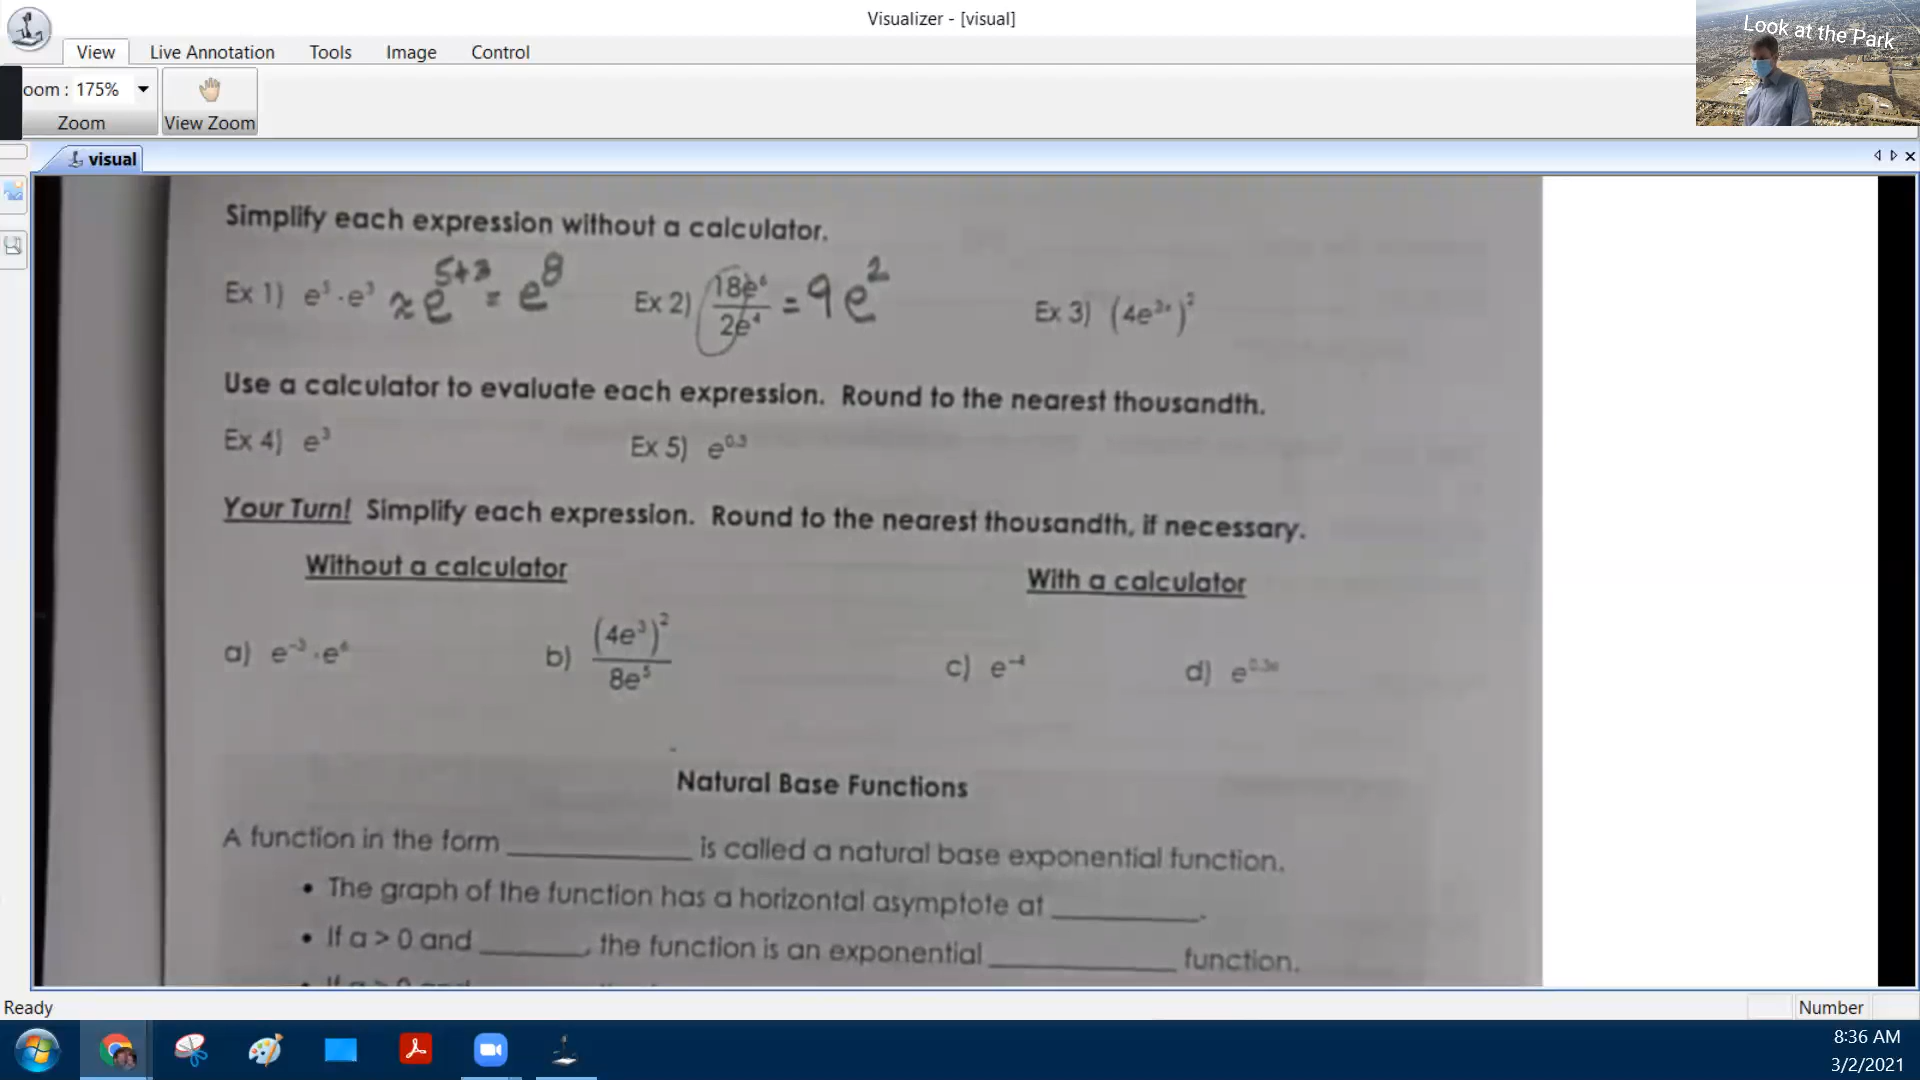 Visualizer - [visual]
Look at the Park
View Live Annotation Tools Image Control
oom : 175%
Zoom View Zoom
visual
Simplify each expression without a calculator.
Ex 1) e⁵ · e³ ≈ e⁵⁺³ = e⁸ Ex 2) 18e⁶/2e⁴ = 9e² Ex 3) (4e³ˣ)²
Use a calculator to evaluate each expression. Round to the nearest thousandth.
Ex 4) e³ Ex 5) e^0.3
Your Turn! Simplify each expression. Round to the nearest thousandth, if necessary.
Without a calculator With a calculator
a) e⁻³ · e⁶ b) (4e³)²/8e⁵ c) e⁻⁴ d)
Natural Base Functions
A function in the form ____________ is called a natural base exponential function.
• The graph of the function has a horizontal asymptote at __________.
• If a > 0 and _______, the function is an exponential ____________ function.
Ready Number
8:36 AM
3/2/2021